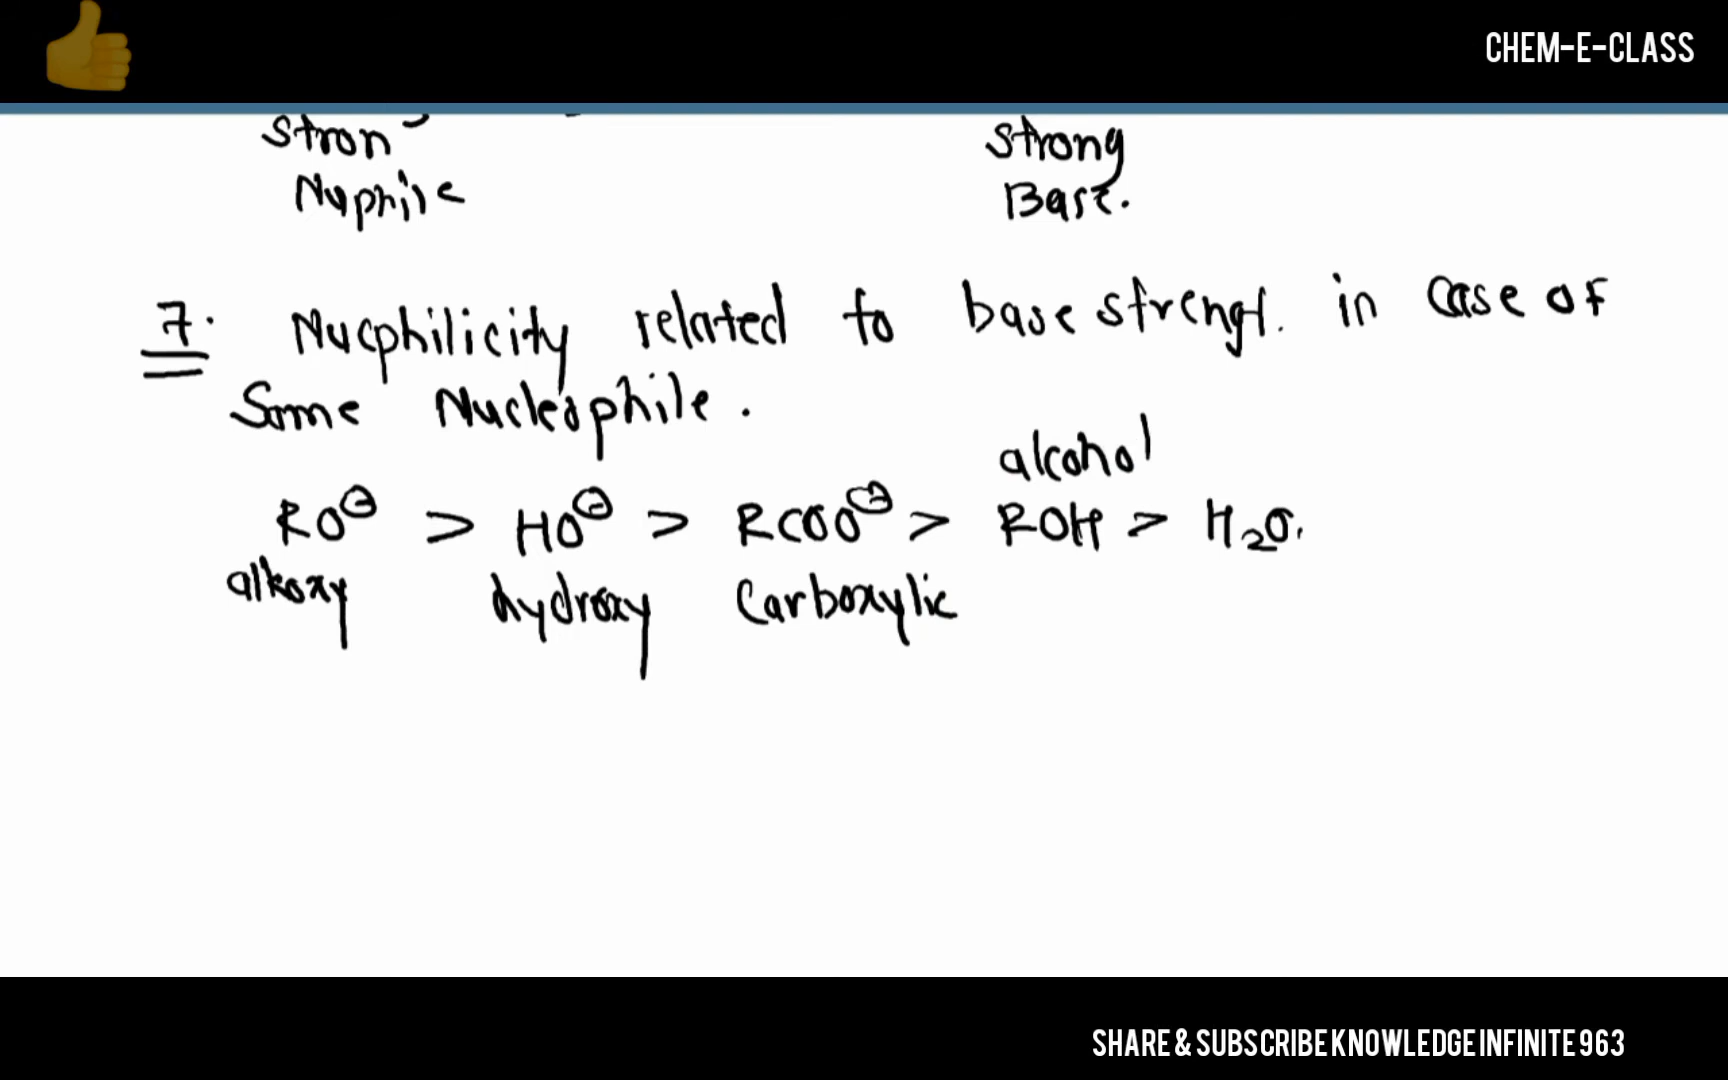 CHEM-E-CLASS
Stron
Nuphile
Strong
Base.
7. Nucphilicity related to base strengt. in case of
Some Nucleophile.
alcohol
RO⊖ > HO⊖ > RCOO⊖ > ROH > H₂O.
alkoxy hydroxy Carboxylic
SHARE & SUBSCRIBE KNOWLEDGE INFINITE 963